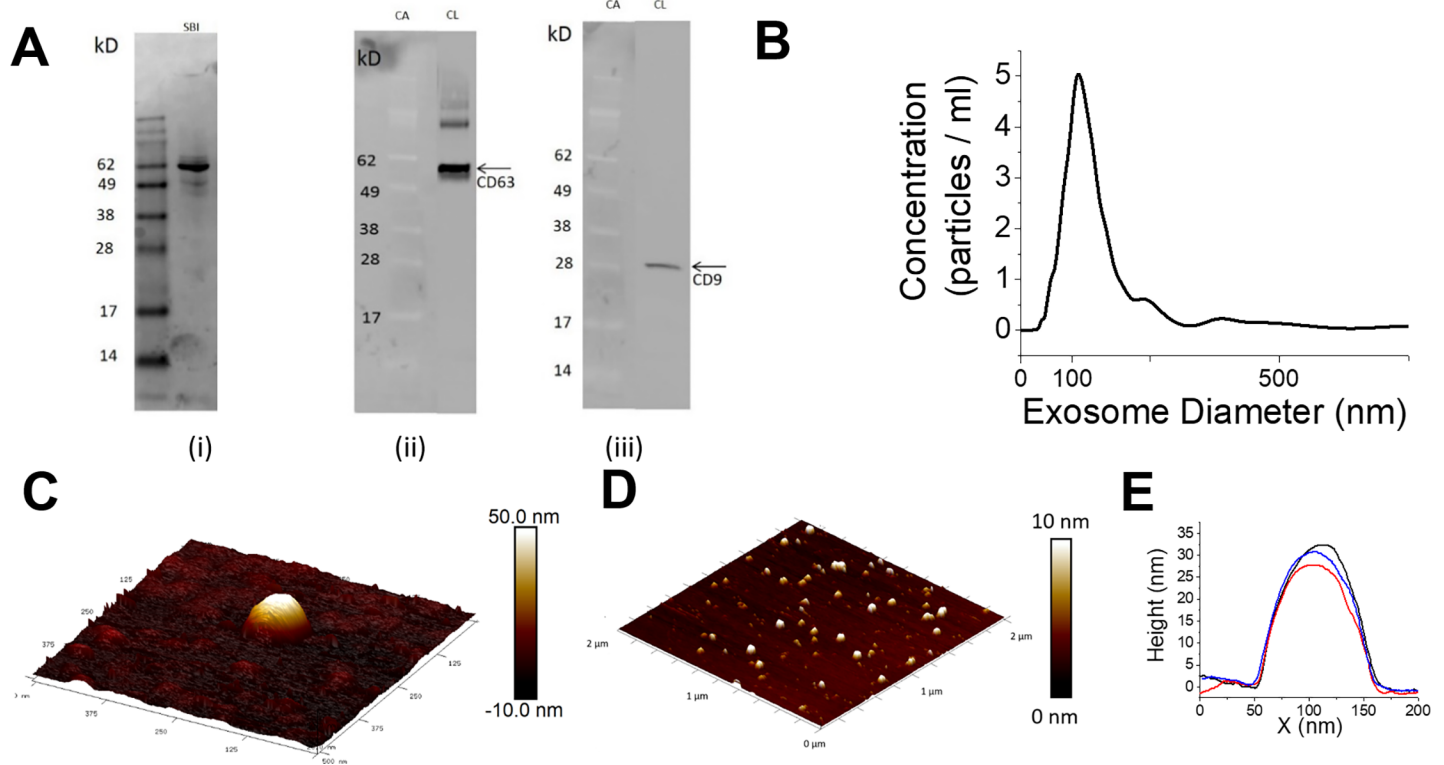 A
SBI
kD
62
49
38
28
17
14
(i)
CA CL
kD
62
49
38
28
17
CD63
(ii)
CA CL
kD
62
49
38
28
17
14
CD9
(iii)
B
Concentration
(particles / ml)
5
4
3
2
1
0
0 100 500
Exosome Diameter (nm)
C
50.0 nm
-10.0 nm
125
250
375
375
250
125
500 nm
375
250
125
D
10 nm
0 nm
2 µm
1 µm
0 µm
1 µm
2 µm
E
Height (nm)
35
30
25
20
15
10
5
0
0 50 100 150 200
X (nm)